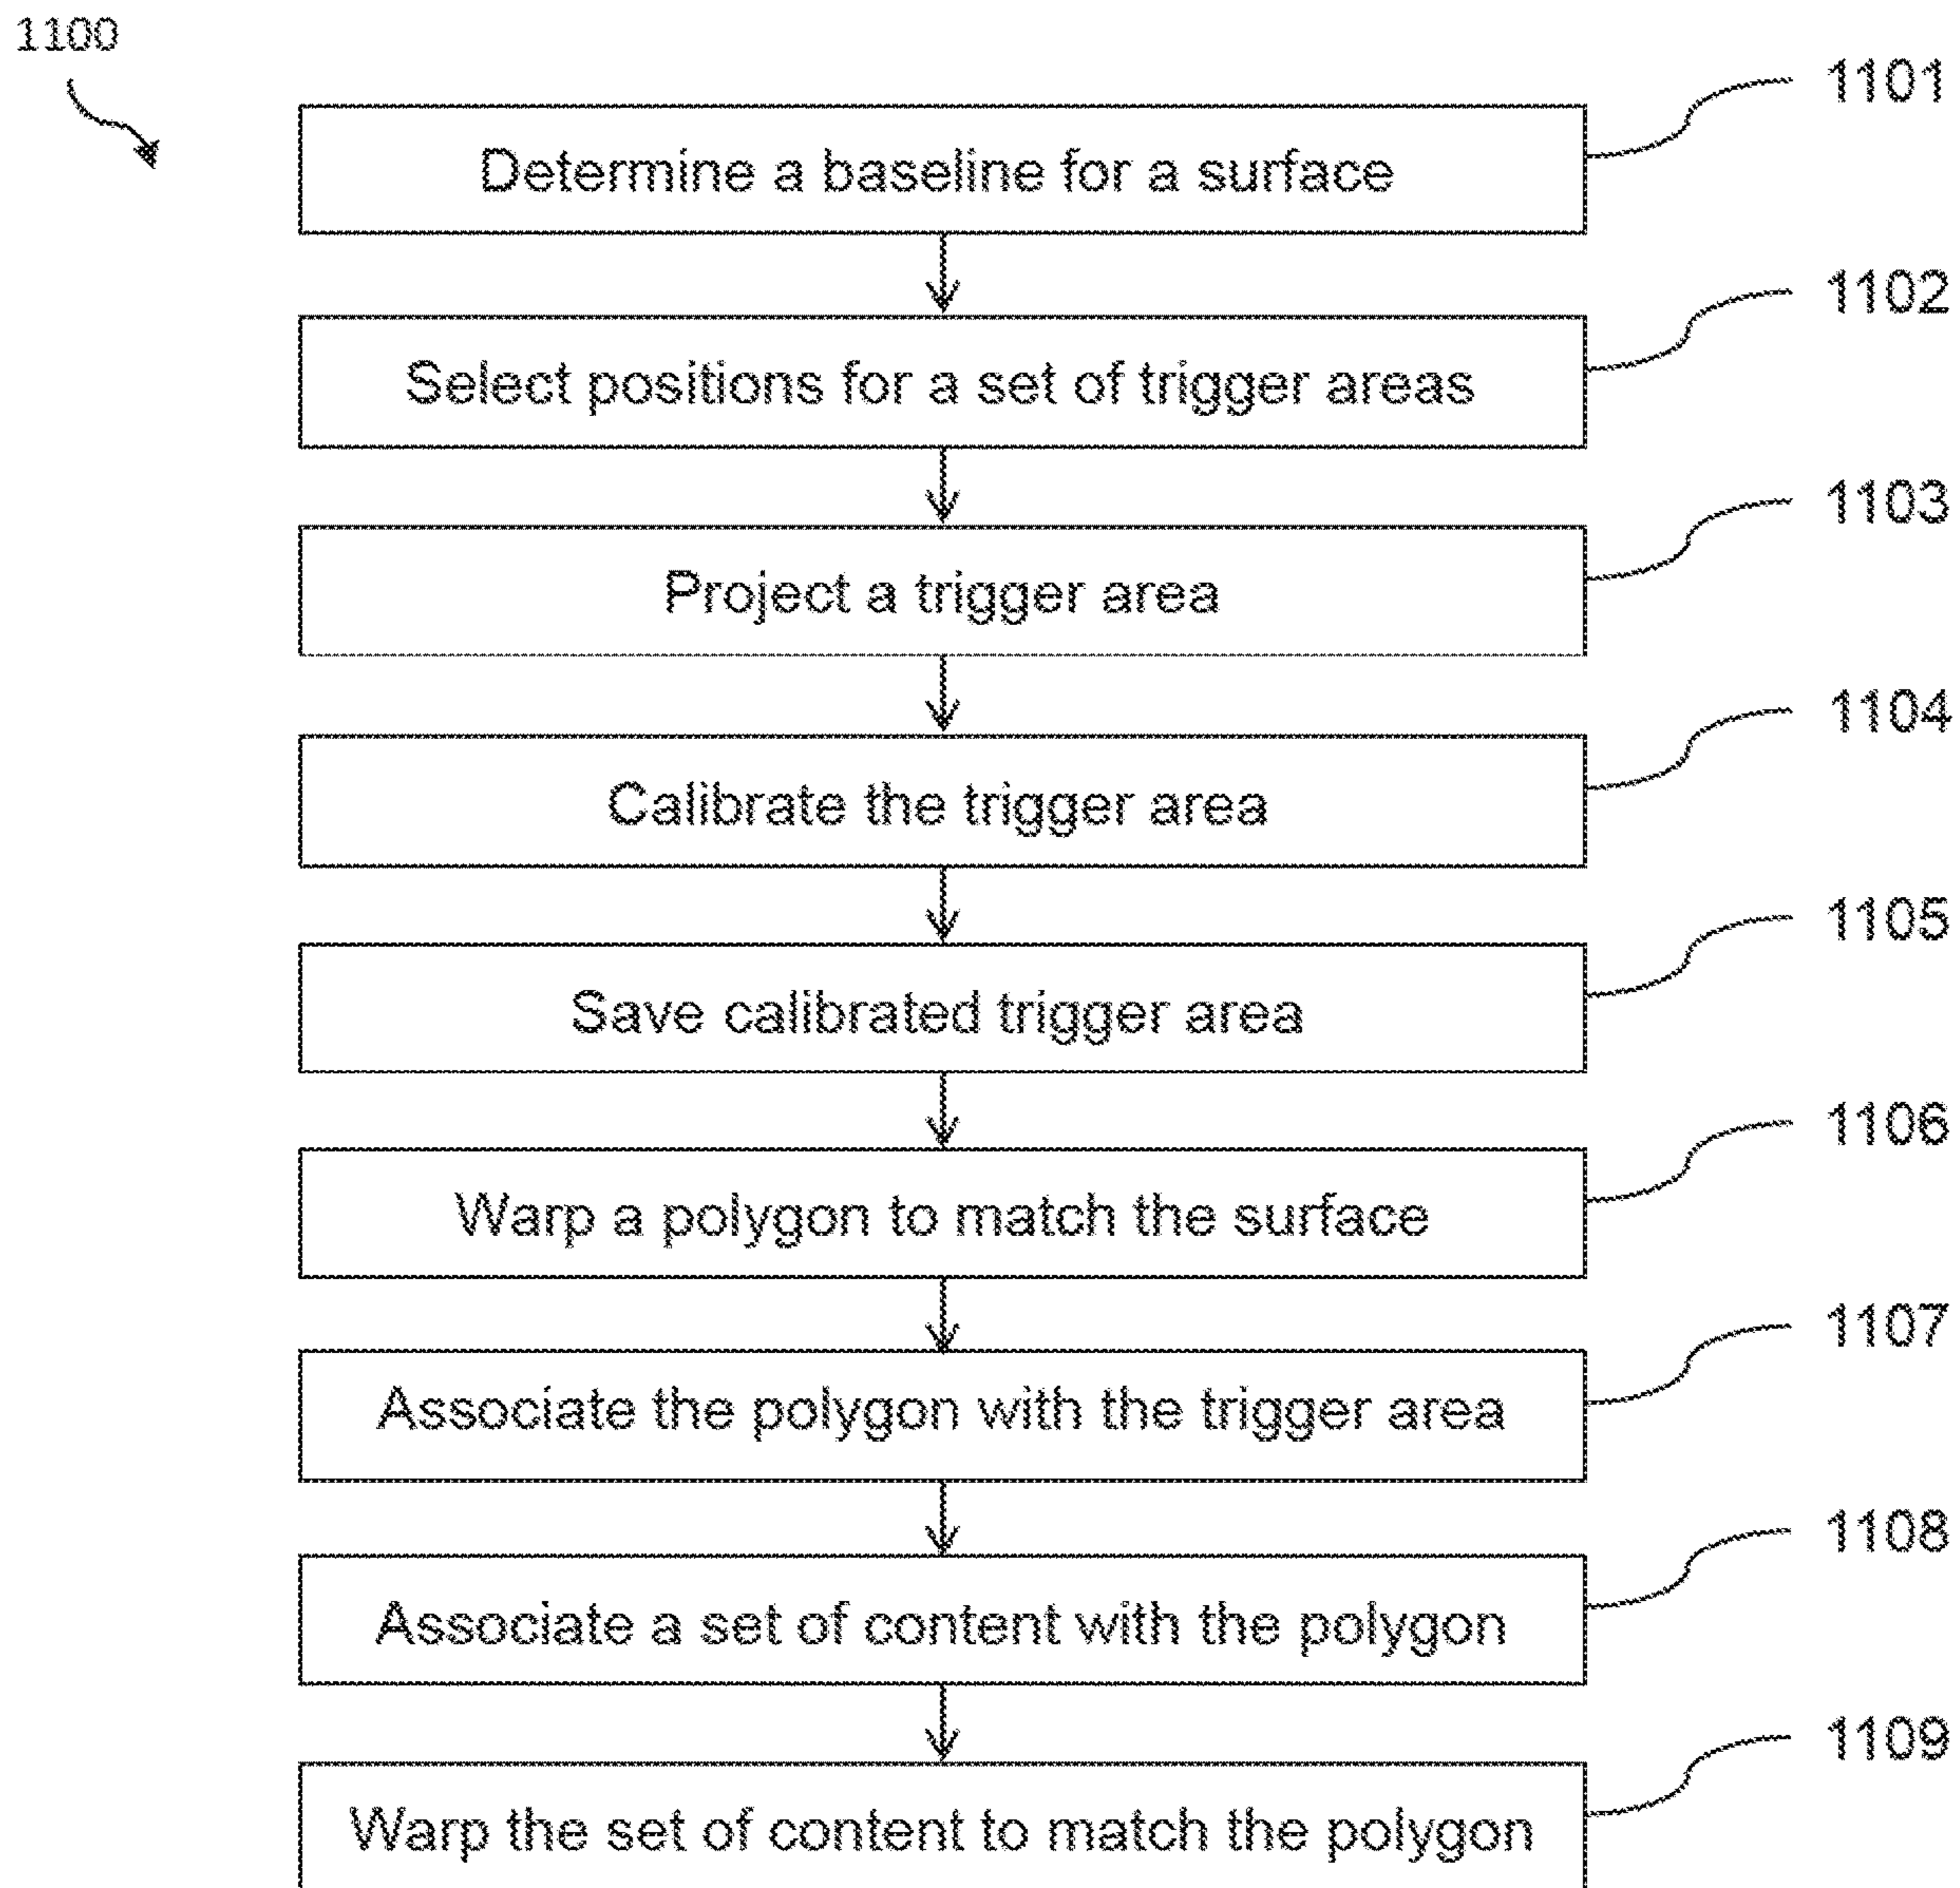 1100
Determine a baseline for a surface
1101
Select positions for a set of trigger areas
1102
Project a trigger area
1103
Calibrate the trigger area
1104
Save calibrated trigger area
1105
Warp a polygon to match the surface
1106
Associate the polygon with the trigger area
1107
Associate a set of content with the polygon
1108
Warp the set of content to match the polygon
1109